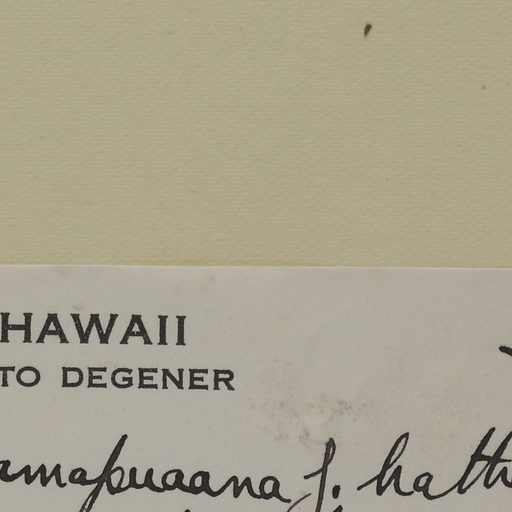 HAWAII
TO DEGENER
amapuaana f. hath